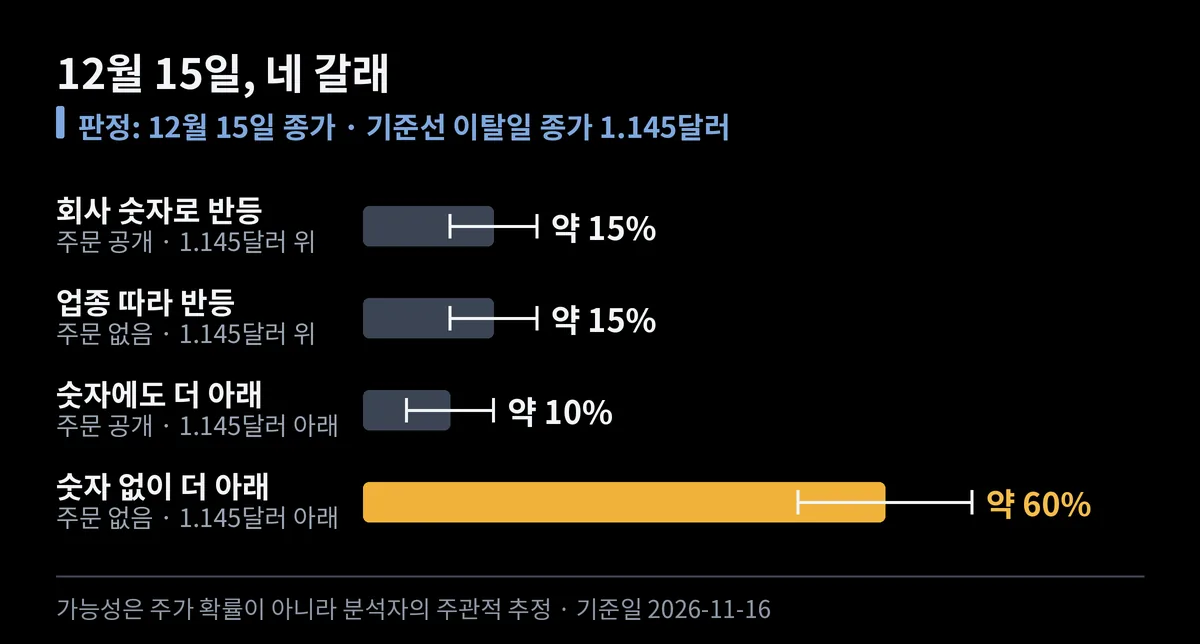 12월 15일, 네 갈래
판정: 12월 15일 종가 · 기준선 이탈일 종가 1.145달러
회사 숫자로 반등
주문 공개 · 1.145달러 위
약 15%
업종 따라 반등
주문 없음 · 1.145달러 위
약 15%
숫자에도 더 아래
주문 공개 · 1.145달러 아래
약 10%
숫자 없이 더 아래
주문 없음 · 1.145달러 아래
약 60%
가능성은 주가 확률이 아니라 분석자의 주관적 추정 · 기준일 2026-11-16